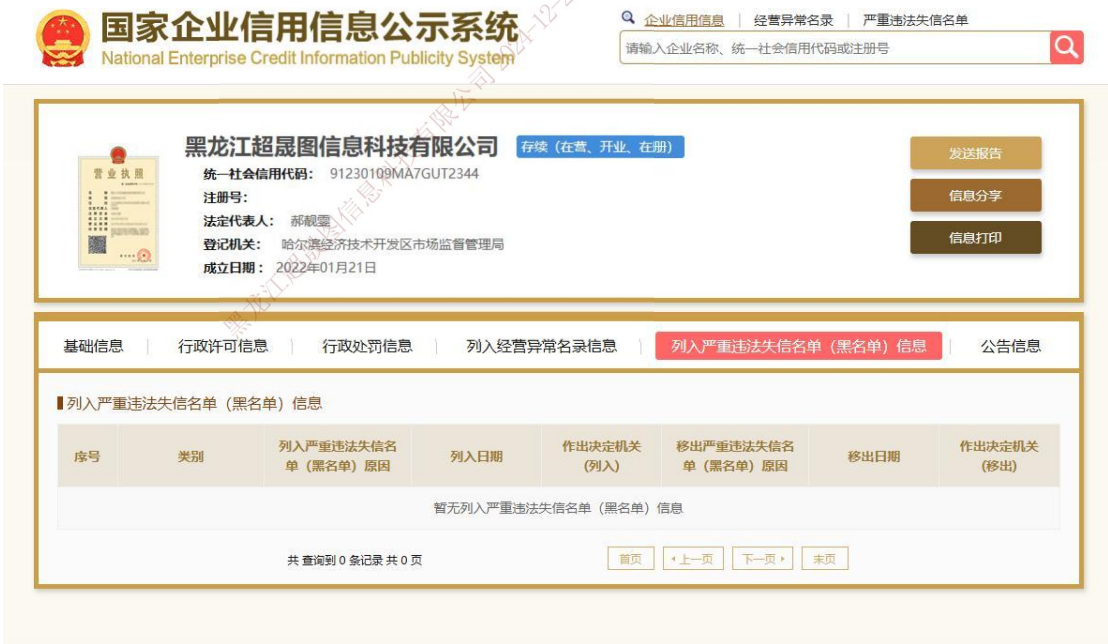 国家企业信用信息公示系统
National Enterprise Credit Information Publicity System
企业信用信息 | 经营异常名录 | 严重违法失信名单
请输入企业名称、统一社会信用代码或注册号
黑龙江超晟图信息科技有限公司 存续(在营、开业、在册)
营业执照
统一社会信用代码: 91230109MA7GUT2344
注册号:
法定代表人: 郝靓雯
登记机关: 哈尔滨经济技术开发区市场监督管理局
成立日期: 2022年01月21日
发送报告
信息分享
信息打印
黑龙江超晟图信息科技有限公司
基础信息 | 行政许可信息 | 行政处罚信息 | 列入经营异常名录信息 | 列入严重违法失信名单(黑名单)信息 | 公告信息
列入严重违法失信名单(黑名单)信息
序号
类别
列入严重违法失信名
单(黑名单)原因
列入日期
作出决定机关
(列入)
移出严重违法失信名
单(黑名单)原因
移出日期
作出决定机关
(移出)
暂无列入严重违法失信名单(黑名单)信息
共 查询到 0 条记录 共 0 页
首页
上一页
下一页
末页